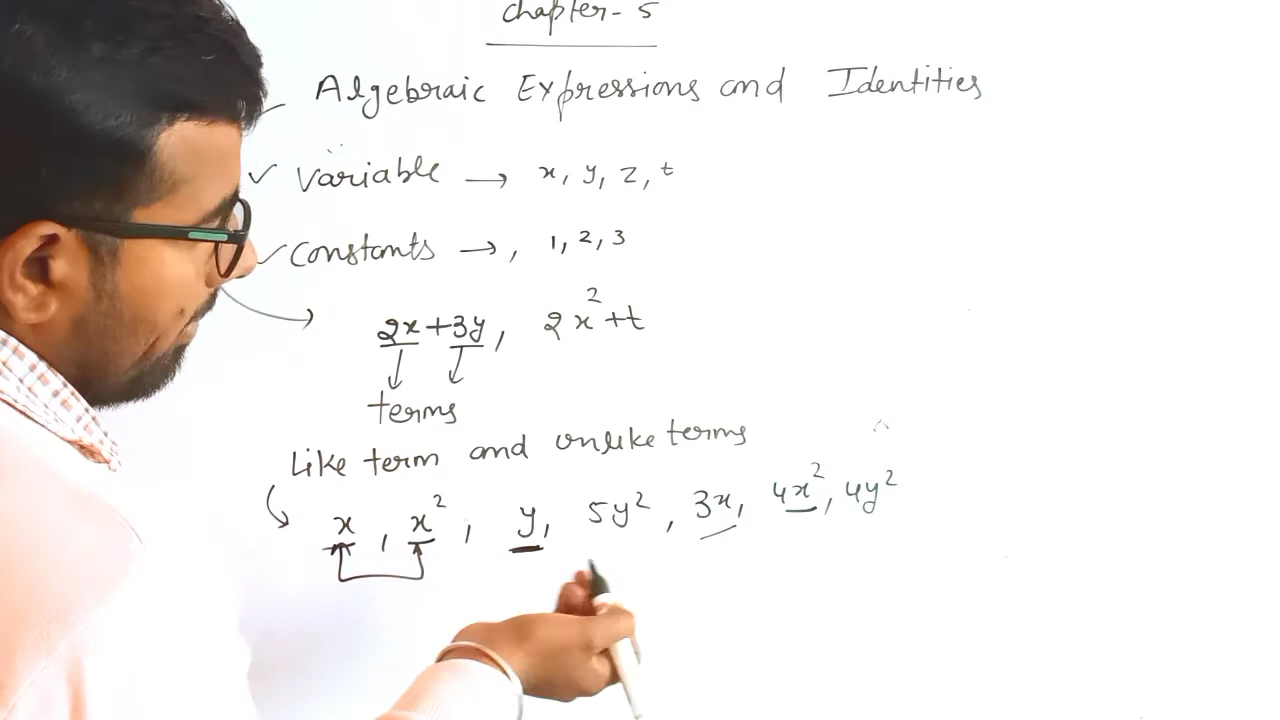 chapter- 5
Algebraic Expressions and Identities
✓ Variable → x, y, z, t
✓ Constants →, 1, 2, 3
2x+3y, 2x²+t
terms
Like term and unlike terms
x, x², y, 5y², 3x, 4x², 4y²